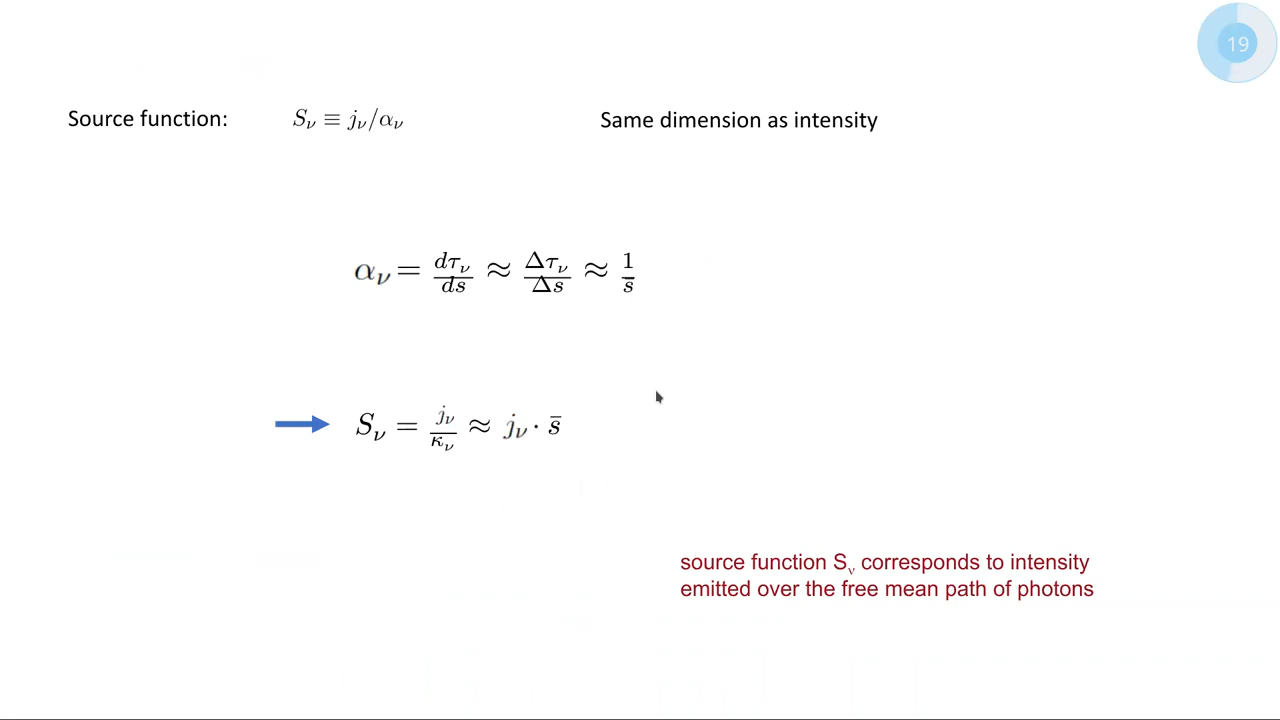 19
Source function: S_ν ≡ j_ν/α_ν Same dimension as intensity
α_ν = dτ_ν/ds ≈ Δτ_ν/Δs ≈ 1/s̄
S_ν = j_ν/κ_ν ≈ j_ν · s̄
source function S_ν corresponds to intensity
emitted over the free mean path of photons